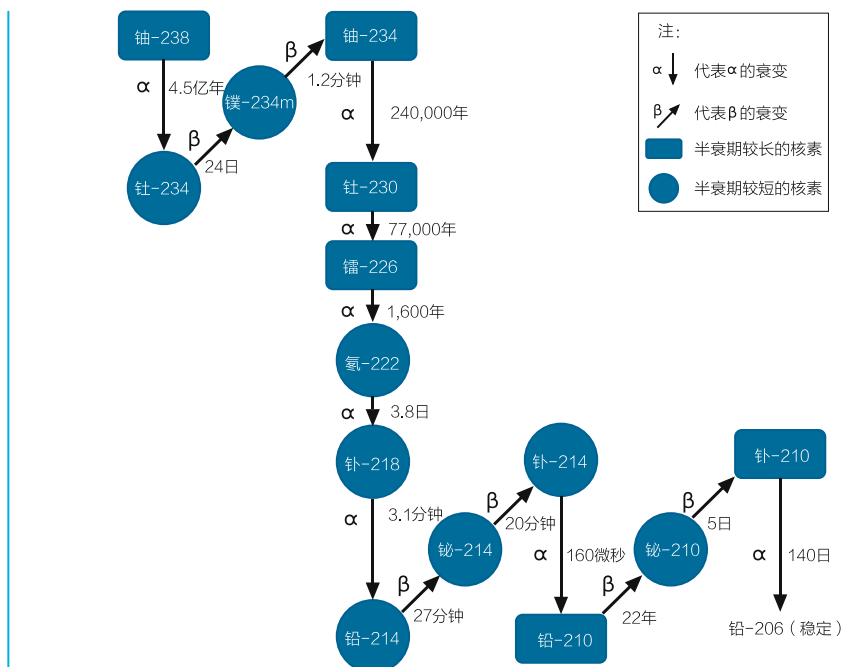 铀-238
α
4.5亿年
钍-234
β
24日
镤-234m
β
1.2分钟
铀-234
α
240,000年
钍-230
α
77,000年
镭-226
α
1,600年
氡-222
α
3.8日
钋-218
α
3.1分钟
铅-214
β
27分钟
铋-214
β
20分钟
钋-214
α
160微秒
铅-210
β
22年
铋-210
β
5日
钋-210
α
140日
铅-206（稳定）
注：
α 代表α的衰变
β 代表β的衰变
半衰期较长的核素
半衰期较短的核素